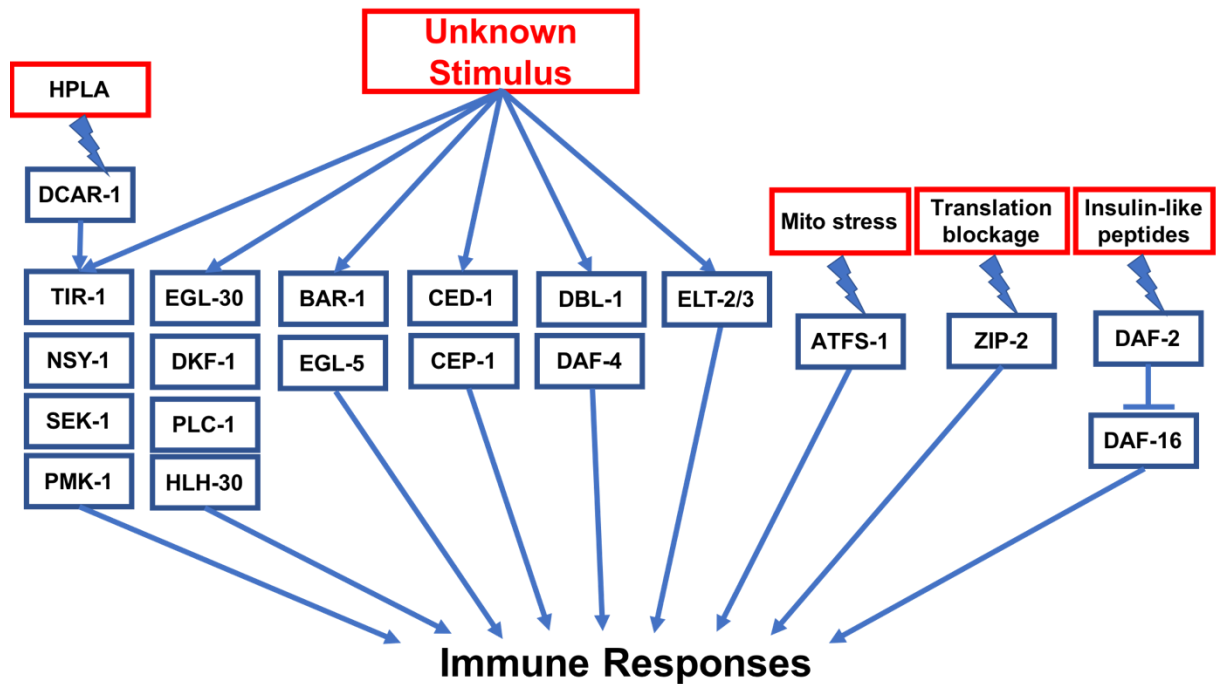 Unknown
Stimulus
HPLA
DCAR-1
Mito stress
Translation
blockage
Insulin-like
peptides
TIR-1
EGL-30
BAR-1
CED-1
DBL-1
ELT-2/3
ATFS-1
ZIP-2
DAF-2
NSY-1
DKF-1
EGL-5
CEP-1
DAF-4
SEK-1
PLC-1
DAF-16
PMK-1
HLH-30
Immune Responses